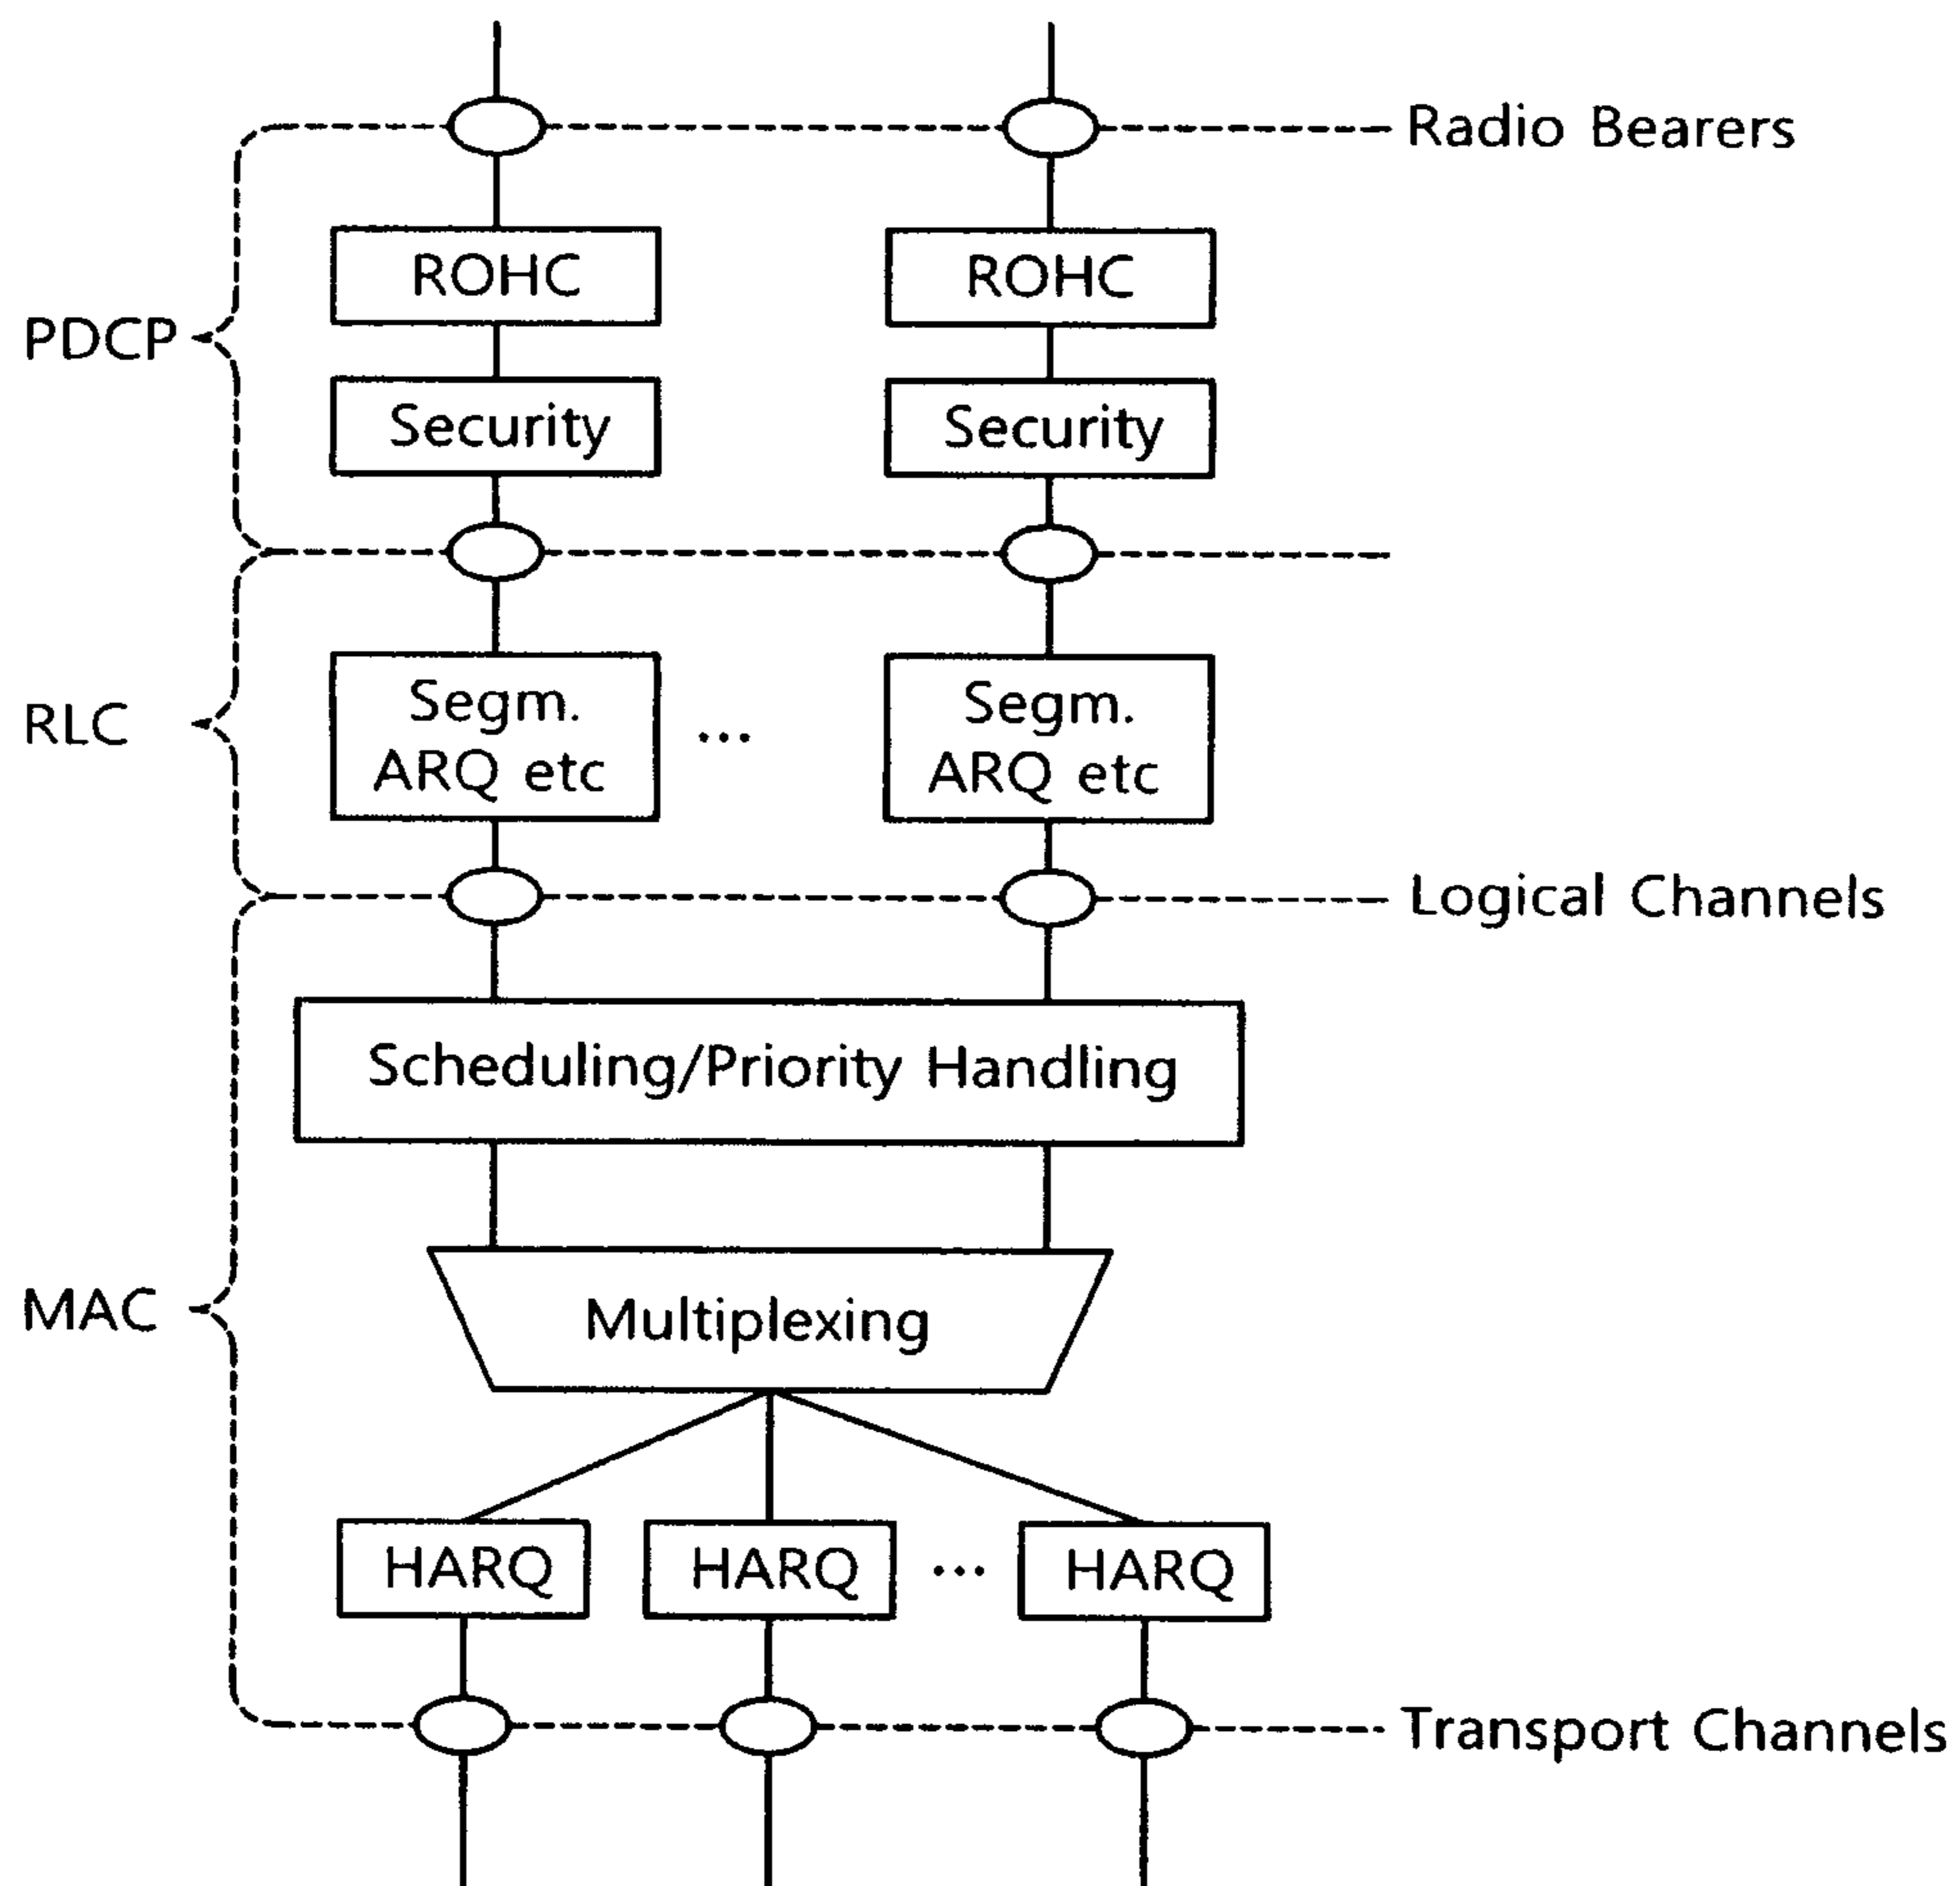 Radio Bearers
ROHC
ROHC
PDCP
Security
Security
Segm.
ARQ etc
...
Segm.
ARQ etc
RLC
Logical Channels
Scheduling/Priority Handling
MAC
Multiplexing
HARQ
HARQ
...
HARQ
Transport Channels